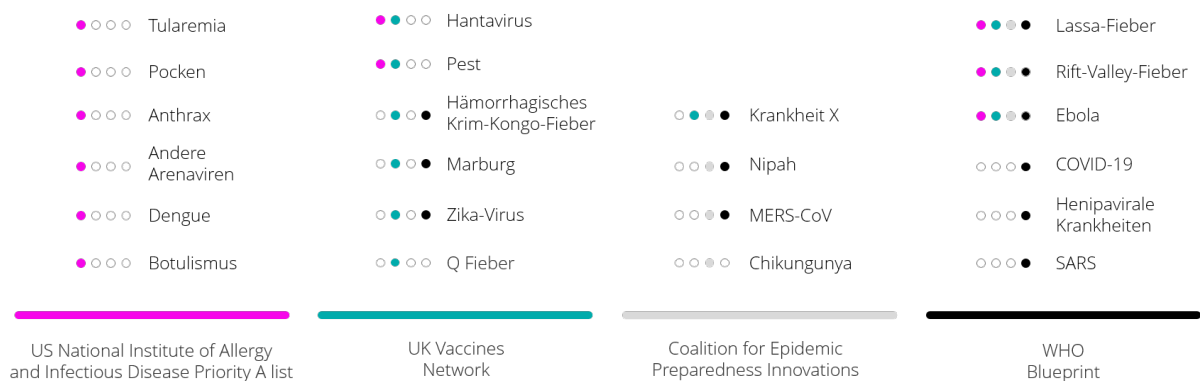 Tularemia
Pocken
Anthrax
Andere
Arenaviren
Dengue
Botulismus
US National Institute of Allergy
and Infectious Disease Priority A list
Hantavirus
Pest
Hämorrhagisches
Krim-Kongo-Fieber
Marburg
Zika-Virus
Q Fieber
UK Vaccines
Network
Krankheit X
Nipah
MERS-CoV
Chikungunya
Coalition for Epidemic
Preparedness Innovations
Lassa-Fieber
Rift-Valley-Fieber
Ebola
COVID-19
Henipavirale
Krankheiten
SARS
WHO
Blueprint